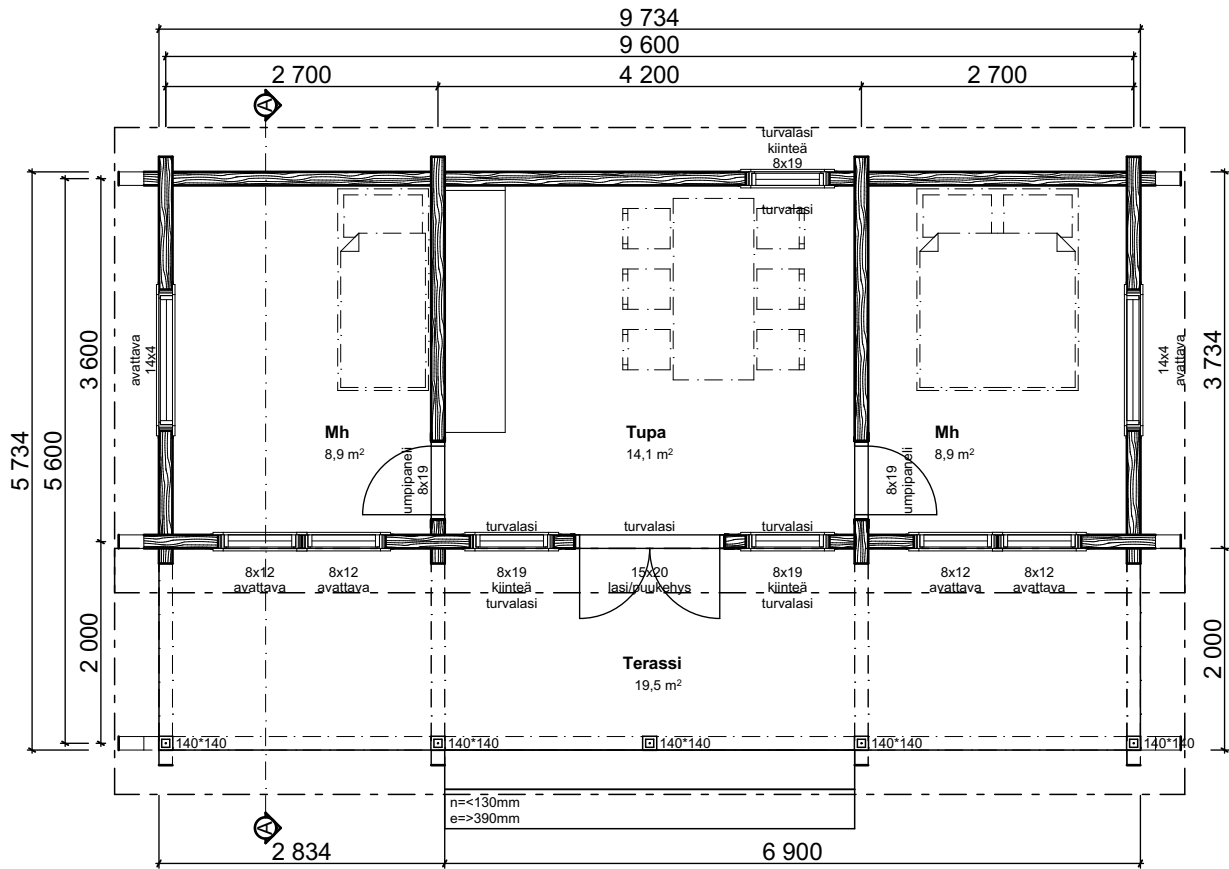 9 734
9 600
2 700
4 200
2 700
A
turvalasi
kiinteä
8x19
turvalasi
5 734
5 600
3 600
avattava
14x4
14x4
avattava
3 734
Mh
8,9 m²
Tupa
14,1 m²
Mh
8,9 m²
umpipaneli
8x19
8x19
umpipaneli
turvalasi
turvalasi
turvalasi
8x12
avattava
8x12
avattava
8x19
kiinteä
turvalasi
15x20
lasi/puukehys
8x19
kiinteä
turvalasi
8x12
avattava
8x12
avattava
2 000
2 000
Terassi
19,5 m²
140*140
140*140
140*140
140*140
140*140
n=<130mm
e=>390mm
A
2 834
6 900